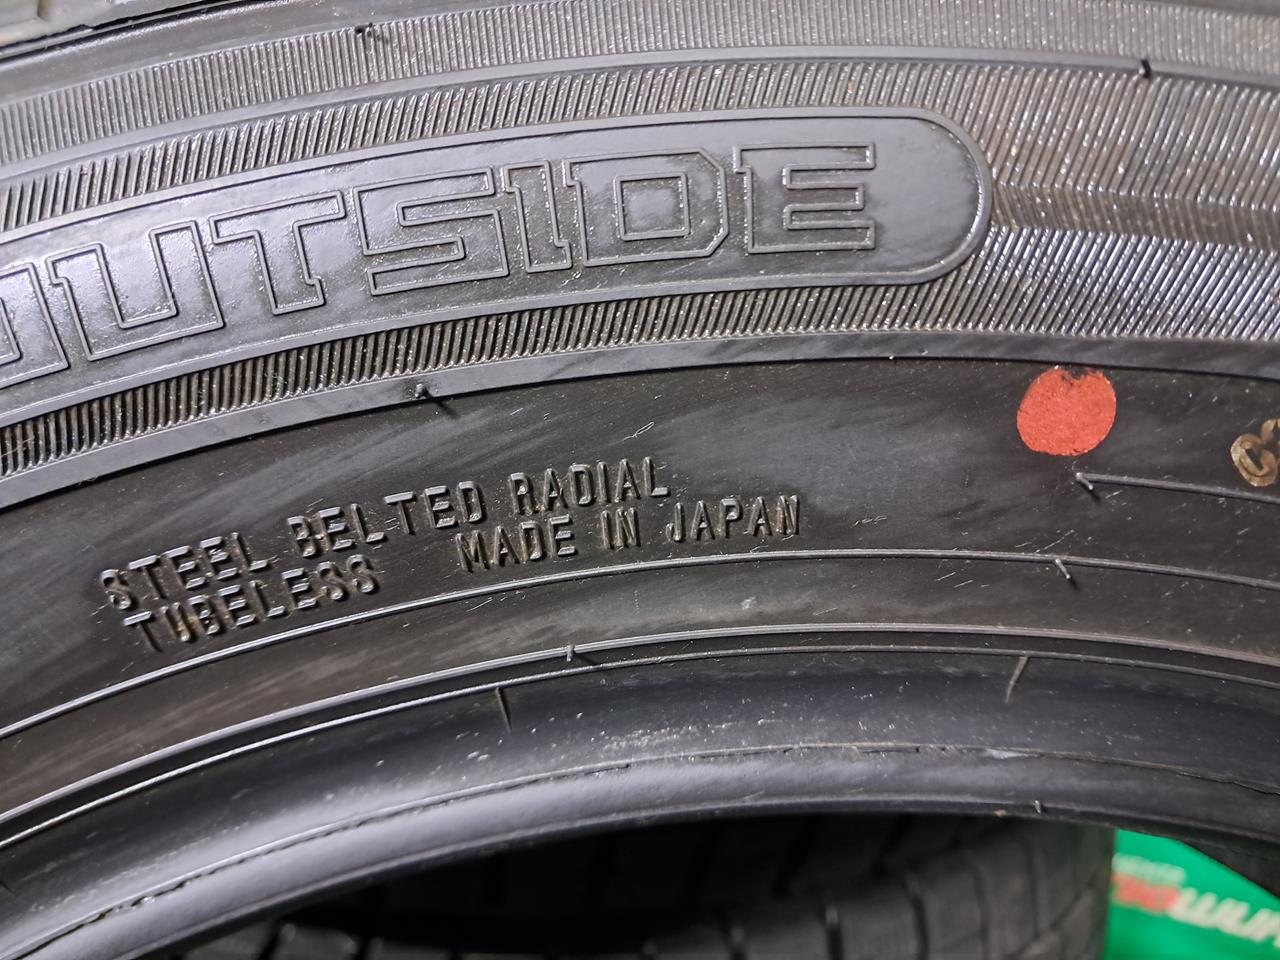 OUTSIDE
STEEL BELTED RADIAL
TUBELESS MADE IN JAPAN